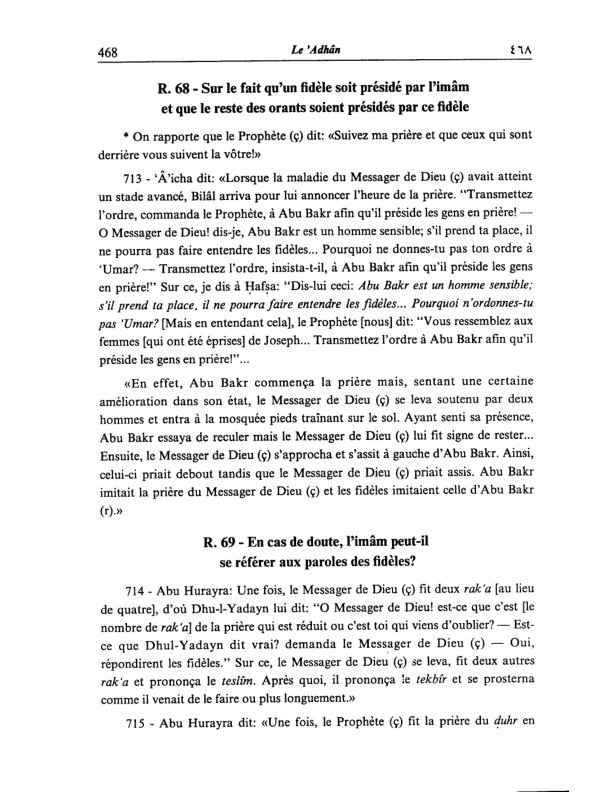 468 Le 'Adhân ٤٦٨
R. 68 - Sur le fait qu'un fidèle soit présidé par l'imâm
et que le reste des orants soient présidés par ce fidèle
* On rapporte que le Prophète (ç) dit: «Suivez ma prière et que ceux qui sont
derrière vous suivent la vôtre!»
713 - 'Â'icha dit: «Lorsque la maladie du Messager de Dieu (ç) avait atteint
un stade avancé, Bilâl arriva pour lui annoncer l'heure de la prière. "Transmettez
l'ordre, commanda le Prophète, à Abu Bakr afin qu'il préside les gens en prière! —
O Messager de Dieu! dis-je, Abu Bakr est un homme sensible; s'il prend ta place, il
ne pourra pas faire entendre les fidèles... Pourquoi ne donnes-tu pas ton ordre à
'Umar? — Transmettez l'ordre, insista-t-il, à Abu Bakr afin qu'il préside les gens
en prière!" Sur ce, je dis à Ḥafṣa: "Dis-lui ceci: Abu Bakr est un homme sensible;
s'il prend ta place, il ne pourra faire entendre les fidèles... Pourquoi n'ordonnes-tu
pas 'Umar? [Mais en entendant cela], le Prophète [nous] dit: "Vous ressemblez aux
femmes [qui ont été éprises] de Joseph... Transmettez l'ordre à Abu Bakr afin qu'il
préside les gens en prière!"...
«En effet, Abu Bakr commença la prière mais, sentant une certaine
amélioration dans son état, le Messager de Dieu (ç) se leva soutenu par deux
hommes et entra à la mosquée pieds traînant sur le sol. Ayant senti sa présence,
Abu Bakr essaya de reculer mais le Messager de Dieu (ç) lui fit signe de rester...
Ensuite, le Messager de Dieu (ç) s'approcha et s'assit à gauche d'Abu Bakr. Ainsi,
celui-ci priait debout tandis que le Messager de Dieu (ç) priait assis. Abu Bakr
imitait la prière du Messager de Dieu (ç) et les fidèles imitaient celle d'Abu Bakr
(r).»
R. 69 - En cas de doute, l'imâm peut-il
se référer aux paroles des fidèles?
714 - Abu Hurayra: Une fois, le Messager de Dieu (ç) fit deux rak'a [au lieu
de quatre], d'où Dhu-l-Yadayn lui dit: "O Messager de Dieu! est-ce que c'est [le
nombre de rak'a] de la prière qui est réduit ou c'est toi qui viens d'oublier? — Est-
ce que Dhul-Yadayn dit vrai? demanda le Messager de Dieu (ç) — Oui,
répondirent les fidèles." Sur ce, le Messager de Dieu (ç) se leva, fit deux autres
rak'a et prononça le teslîm. Après quoi, il prononça le tekbîr et se prosterna
comme il venait de le faire ou plus longuement.»
715 - Abu Hurayra dit: «Une fois, le Prophète (ç) fit la prière du ḍuhr en